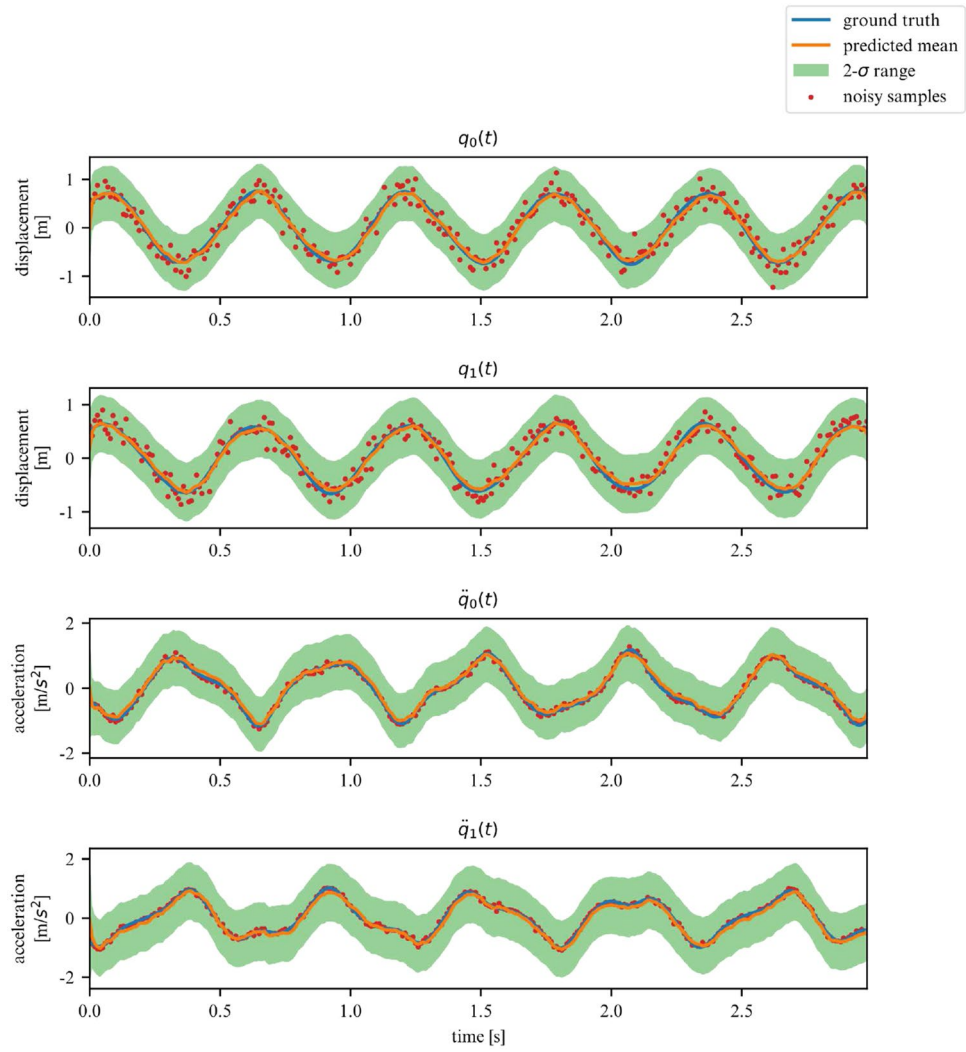 ground truth
predicted mean
2-σ range
noisy samples
q₀(t)
displacement
[m]
1
0
-1
0.0 0.5 1.0 1.5 2.0 2.5
q₁(t)
displacement
[m]
1
0
-1
0.0 0.5 1.0 1.5 2.0 2.5
q̈₀(t)
acceleration
[m/s²]
2
0
-2
0.0 0.5 1.0 1.5 2.0 2.5
q̈₁(t)
acceleration
[m/s²]
2
0
-2
0.0 0.5 1.0 1.5 2.0 2.5
time [s]